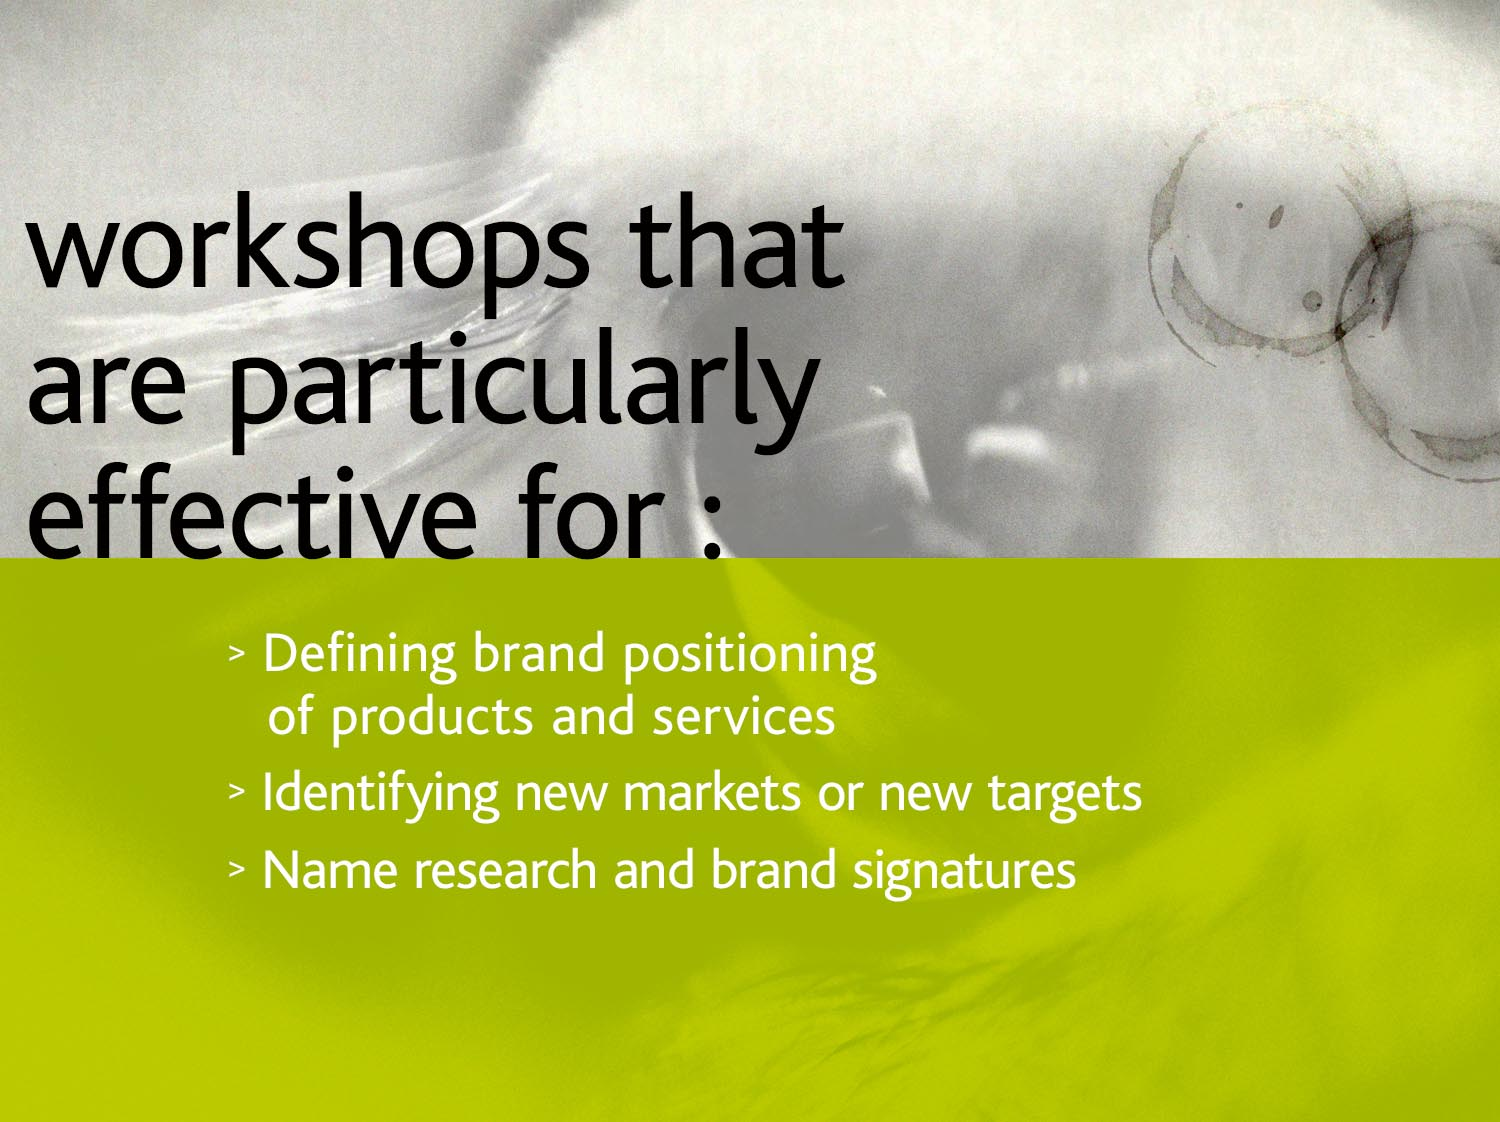 workshops that
are particularly
effective for :
> Defining brand positioning
of products and services
> Identifying new markets or new targets
> Name research and brand signatures